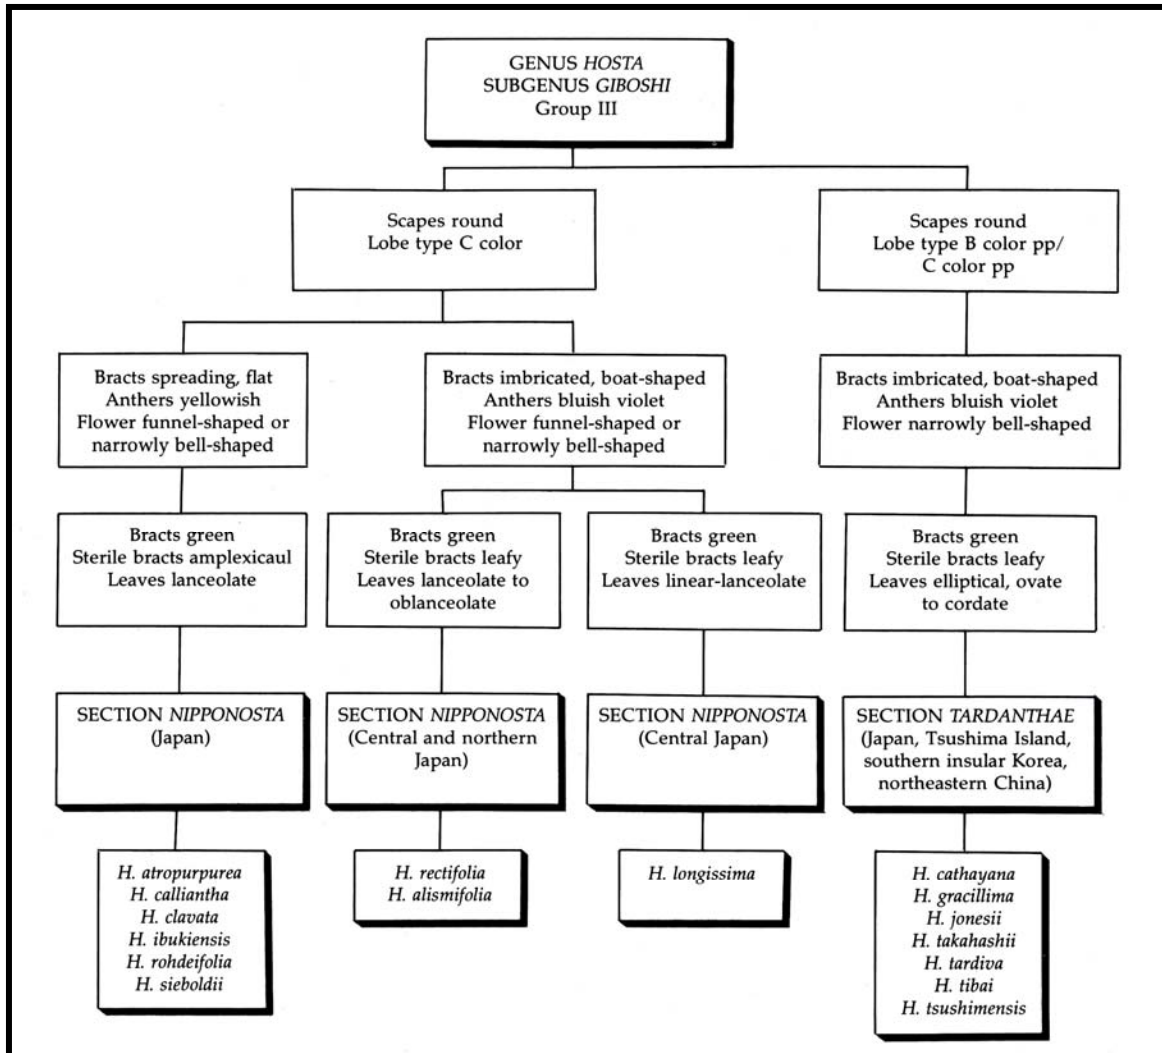 GENUS HOSTA
SUBGENUS GIBOSHI
Group III
Scapes round
Lobe type C color
Scapes round
Lobe type B color pp/
C color pp
Bracts spreading, flat
Anthers yellowish
Flower funnel-shaped or
narrowly bell-shaped
Bracts imbricated, boat-shaped
Anthers bluish violet
Flower funnel-shaped or
narrowly bell-shaped
Bracts imbricated, boat-shaped
Anthers bluish violet
Flower narrowly bell-shaped
Bracts green
Sterile bracts amplexicaul
Leaves lanceolate
Bracts green
Sterile bracts leafy
Leaves lanceolate to
oblanceolate
Bracts green
Sterile bracts leafy
Leaves linear-lanceolate
Bracts green
Sterile bracts leafy
Leaves elliptical, ovate
to cordate
SECTION NIPPONOSTA
(Japan)
SECTION NIPPONOSTA
(Central and northern
Japan)
SECTION NIPPONOSTA
(Central Japan)
SECTION TARDANTHAE
(Japan, Tsushima Island,
southern insular Korea,
northeastern China)
H. atropurpurea
H. calliantha
H. clavata
H. ibukiensis
H. rohdeifolia
H. sieboldii
H. rectifolia
H. alismifolia
H. longissima
H. cathayana
H. gracillima
H. jonesii
H. takahashii
H. tardiva
H. tibai
H. tsushimensis